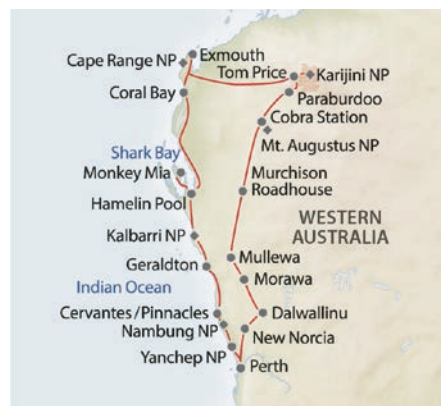 Exmouth
Cape Range NP
Tom Price
Karijini NP
Coral Bay
Paraburdoo
Cobra Station
Mt. Augustus NP
Shark Bay
Monkey Mia
Murchison
Roadhouse
Hamelin Pool
WESTERN
AUSTRALIA
Kalbarri NP
Mullewa
Geraldton
Morawa
Indian Ocean
Cervantes/Pinnacles
Dalwallinu
Nambung NP
New Norcia
Yanchep NP
Perth